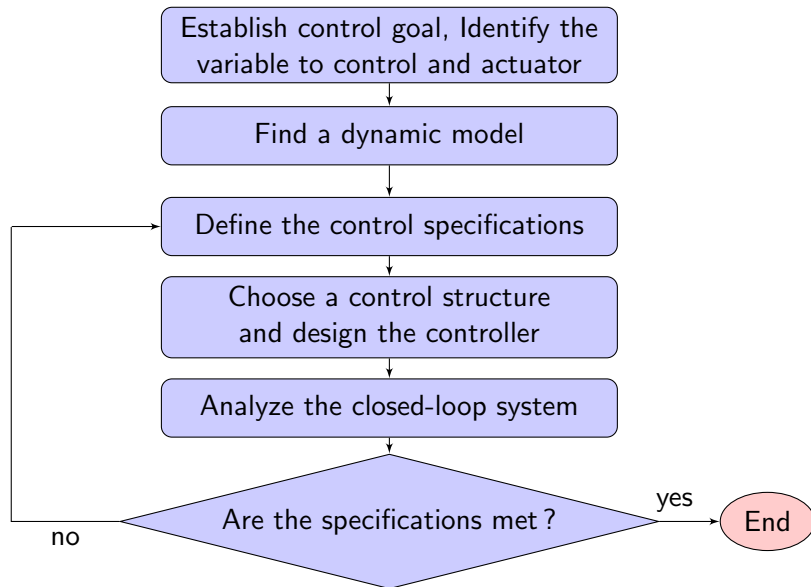 Establish control goal, Identify the
variable to control and actuator
Find a dynamic model
Define the control specifications
Choose a control structure
and design the controller
Analyze the closed-loop system
Are the specifications met ?
yes
End
no